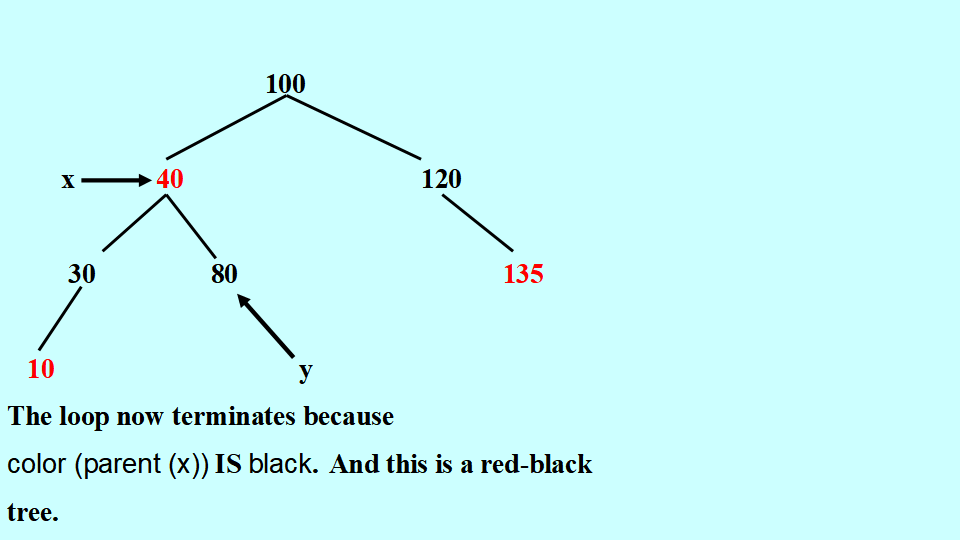 100
x 40 120
30 80 135
10 y
The loop now terminates because
color (parent (x)) IS black. And this is a red-black
tree.